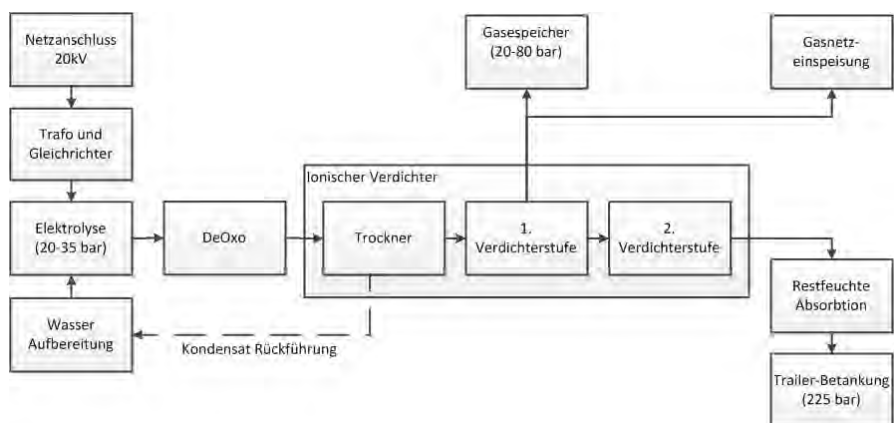 Netzanschluss
20kV
Gasespeicher
(20-80 bar)
Gasnetz-
einspeisung
Trafo und
Gleichrichter
Ionischer Verdichter
Elektrolyse
(20-35 bar)
DeOxo
Trockner
1.
Verdichterstufe
2.
Verdichterstufe
Wasser
Aufbereitung
Kondensat Rückführung
Restfeuchte
Absorbtion
Trailer-Betankung
(225 bar)